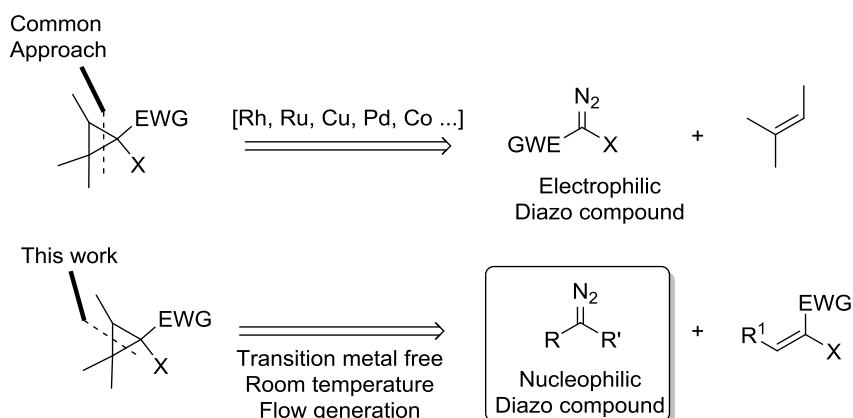 Common
Approach
EWG
X
[Rh, Ru, Cu, Pd, Co ...]
N2
GWE
X
+
Electrophilic
Diazo compound
This work
EWG
X
Transition metal free
Room temperature
Flow generation
N2
R
R'
Nucleophilic
Diazo compound
+
EWG
R1
X